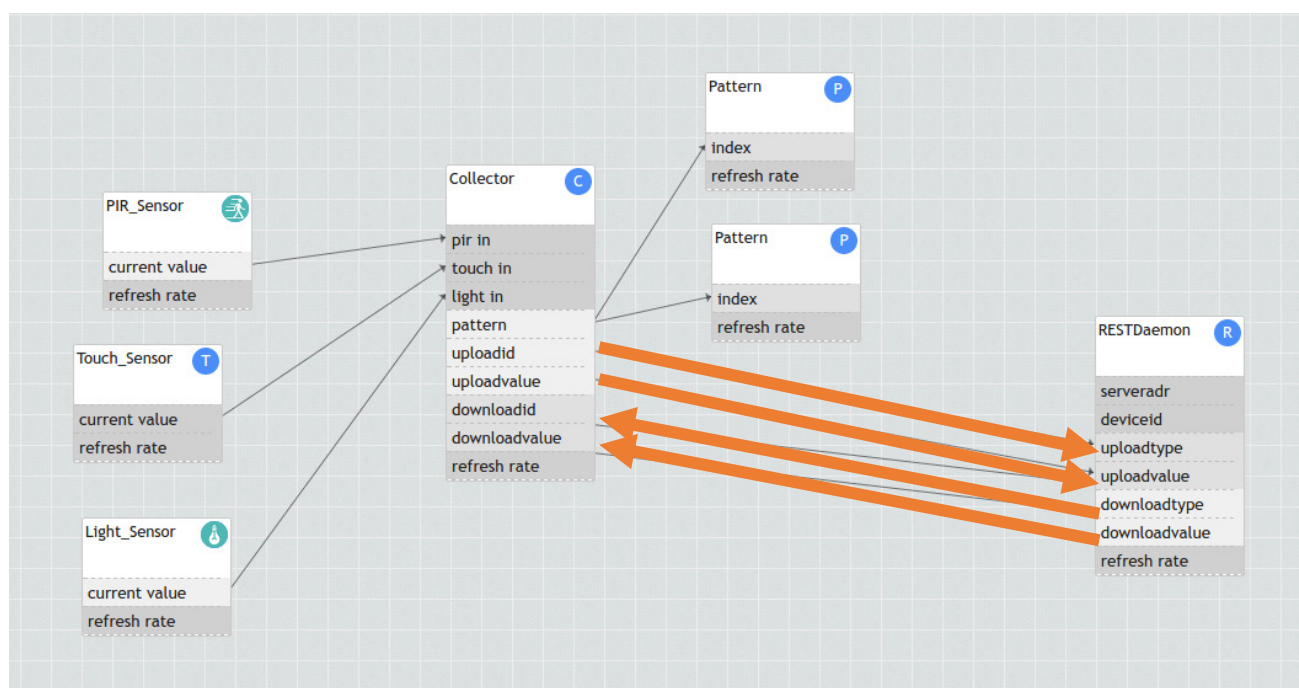 PIR_Sensor
current value
refresh rate
Touch_Sensor
T
current value
refresh rate
Light_Sensor
current value
refresh rate
Collector
C
pir in
touch in
light in
pattern
uploadid
uploadvalue
downloadid
downloadvalue
refresh rate
Pattern
P
index
refresh rate
Pattern
P
index
refresh rate
RESTDaemon
R
serveradr
deviceid
uploadtype
uploadvalue
downloadtype
downloadvalue
refresh rate